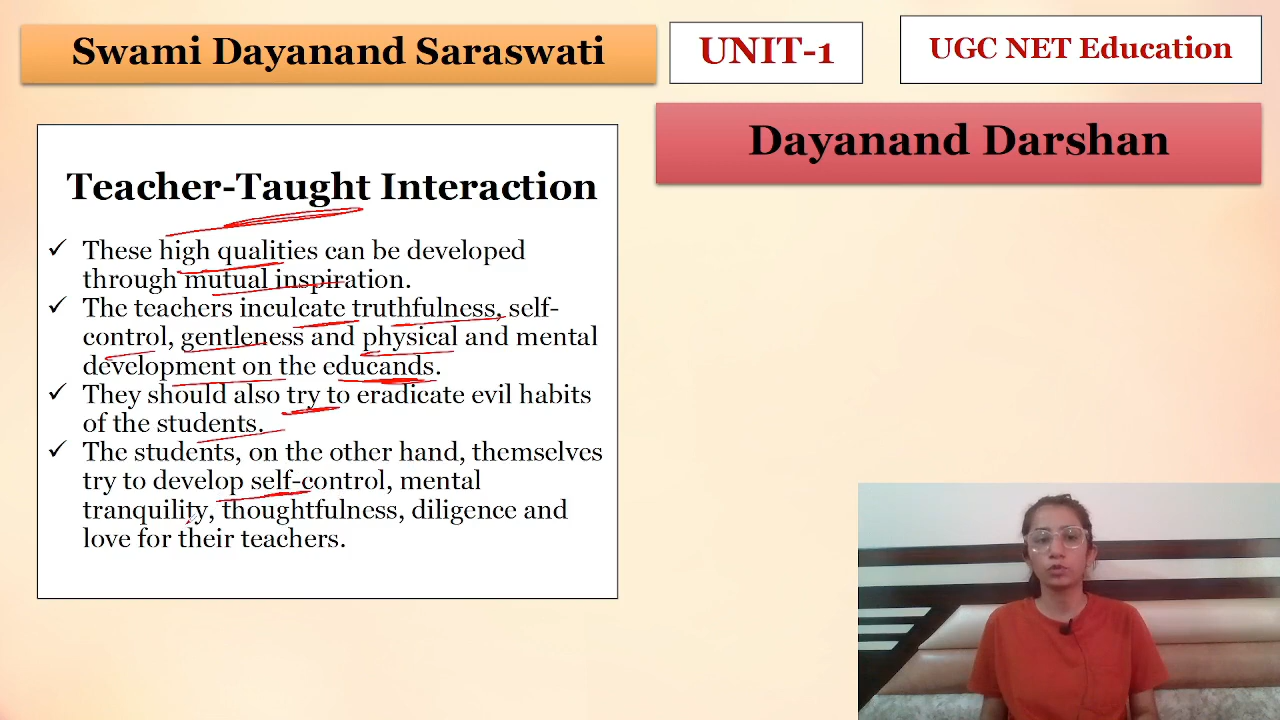 Swami Dayanand Saraswati
UNIT-1
UGC NET Education
Dayanand Darshan
Teacher-Taught Interaction
✓ These high qualities can be developed
through mutual inspiration.
✓ The teachers inculcate truthfulness, self-
control, gentleness and physical and mental
development on the educands.
✓ They should also try to eradicate evil habits
of the students.
✓ The students, on the other hand, themselves
try to develop self-control, mental
tranquility, thoughtfulness, diligence and
love for their teachers.